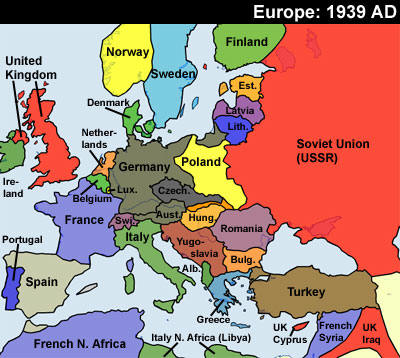 Europe: 1939 AD
Norway
Finland
Sweden
United
Kingdom
Est.
Latvia
Lith.
Denmark
Nether-
lands
Soviet Union
(USSR)
Germany
Poland
Ire-
land
Belgium
Lux.
Czech.
France
Swi.
Aust.
Hung.
Romania
Portugal
Italy
Yugo-
slavia
Spain
Alb.
Bulg.
Greece
Turkey
UK
Cyprus
French
Syria
UK
Iraq
French N. Africa
Italy N. Africa (Libya)